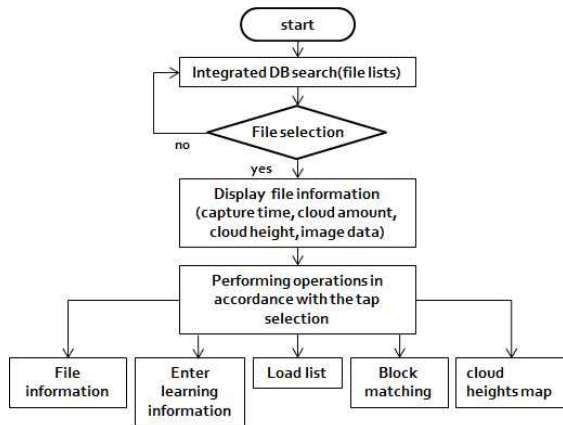 start
Integrated DB search(file lists)
File selection
no
yes
Display file information
(capture time, cloud amount,
cloud height, image data)
Performing operations in
accordance with the tap
selection
File
information
Enter
learning
information
Load list
Block
matching
cloud
heights map